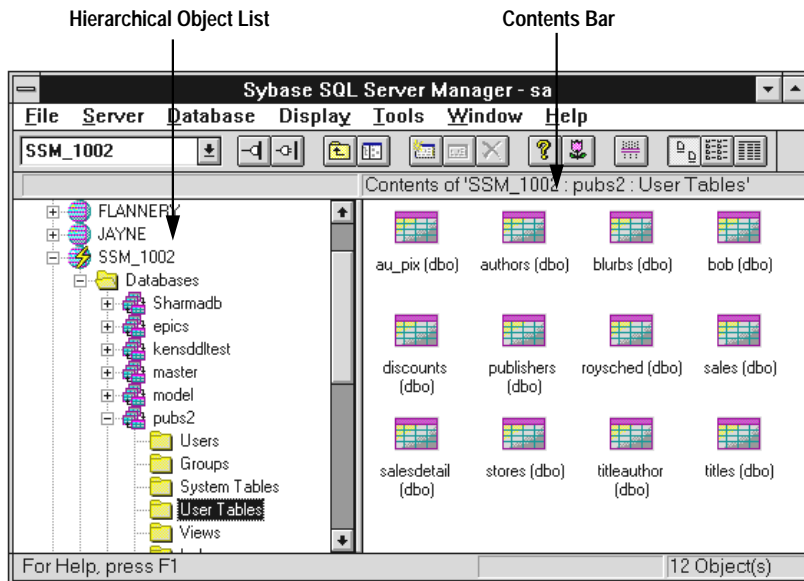 Hierarchical Object List
Contents Bar
Sybase SQL Server Manager - sa
File Server Database Display Tools Window Help
SSM_1002
Contents of 'SSM_1002 : pubs2 : User Tables'
FLANNERY
JAYNE
SSM_1002
Databases
Sharmadb
epics
kensddltest
master
model
pubs2
Users
Groups
System Tables
User Tables
Views
au_pix (dbo)
authors (dbo)
blurbs (dbo)
bob (dbo)
discounts
(dbo)
publishers
(dbo)
roysched (dbo)
sales (dbo)
salesdetail
(dbo)
stores (dbo)
titleauthor
(dbo)
titles (dbo)
For Help, press F1
12 Object(s)